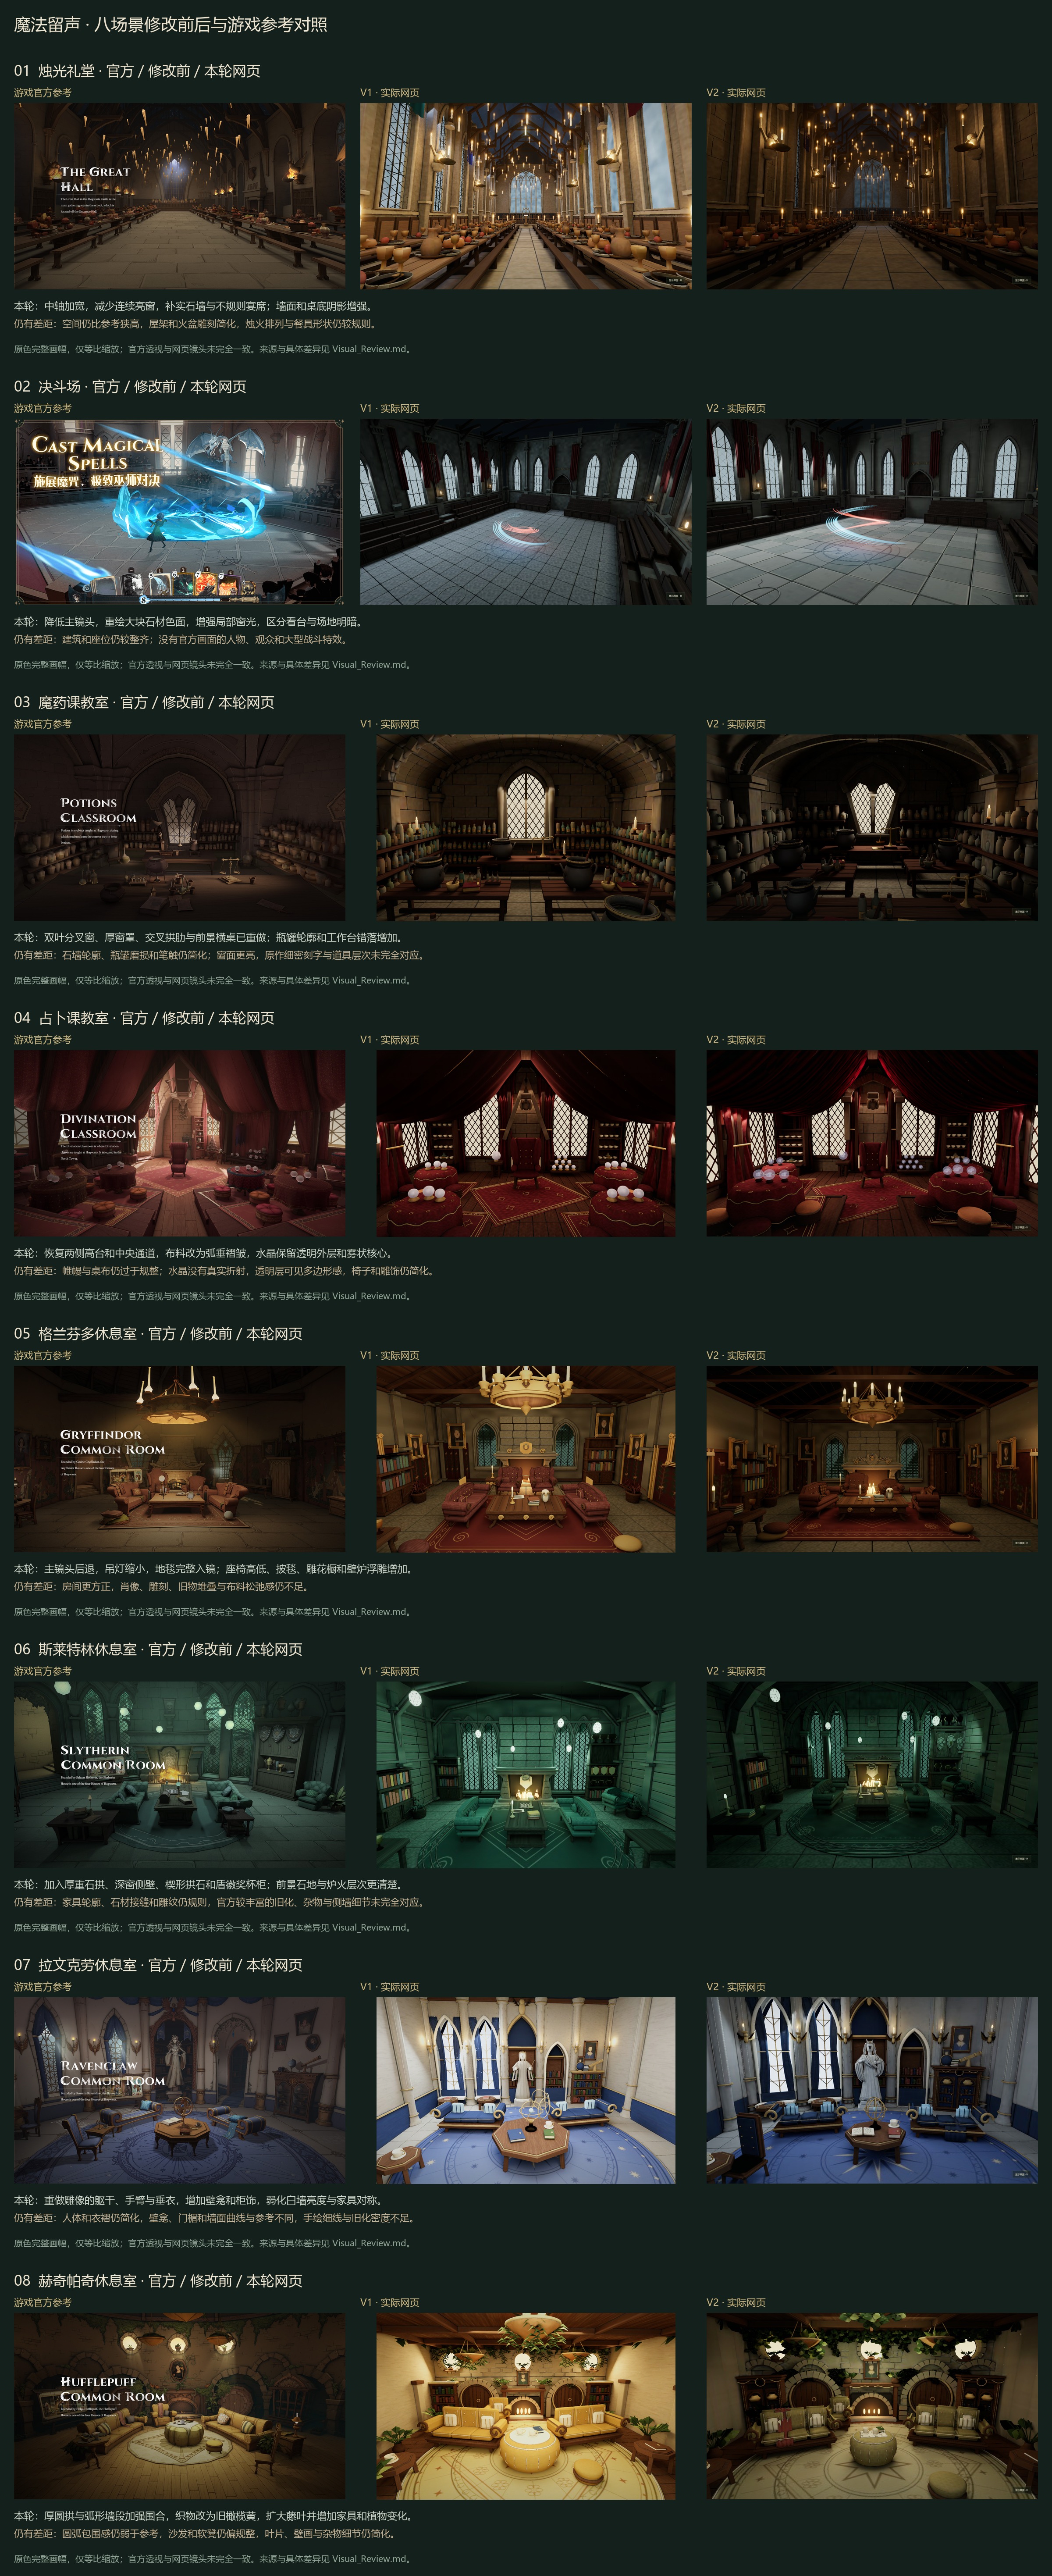 魔法留声 · 八场景修改前后与游戏参考对照
01 烛光礼堂 · 官方 / 修改前 / 本轮网页
游戏官方参考
V1 · 实际网页
V2 · 实际网页
THE GREAT
HALL
本轮：中轴加宽，减少连续亮窗，补实石墙与不规则宴席；墙面和桌底阴影增强。
仍有差距：空间仍比参考狭高，屋架和火盆雕刻简化，烛火排列与餐具形状仍较规则。
原色完整画幅，仅等比缩放；官方透视与网页镜头未完全一致。来源与具体差异见 Visual_Review.md。
02 决斗场 · 官方 / 修改前 / 本轮网页
游戏官方参考
V1 · 实际网页
V2 · 实际网页
CAST MAGICAL
SPELLS
施展魔咒，极致巫师对决
本轮：降低主镜头，重绘大块石材色面，增强局部窗光，区分看台与场地明暗。
仍有差距：建筑和座位仍较整齐；没有官方画面的人物、观众和大型战斗特效。
原色完整画幅，仅等比缩放；官方透视与网页镜头未完全一致。来源与具体差异见 Visual_Review.md。
03 魔药课教室 · 官方 / 修改前 / 本轮网页
游戏官方参考
V1 · 实际网页
V2 · 实际网页
POTIONS
CLASSROOM
本轮：双叶分叉窗、厚窗罩、交叉拱肋与前景横桌已重做；瓶罐轮廓和工作台错落增加。
仍有差距：石墙轮廓、瓶罐磨损和笔触仍简化；窗面更亮，原作细密刻字与道具层次未完全对应。
原色完整画幅，仅等比缩放；官方透视与网页镜头未完全一致。来源与具体差异见 Visual_Review.md。
04 占卜课教室 · 官方 / 修改前 / 本轮网页
游戏官方参考
V1 · 实际网页
V2 · 实际网页
DIVINATION
CLASSROOM
本轮：恢复两侧高台和中央通道，布料改为弧垂褶皱，水晶保留透明外层和雾状核心。
仍有差距：帷幔与桌布仍过于规整；水晶没有真实折射，透明层可见多边形感，椅子和雕饰仍简化。
原色完整画幅，仅等比缩放；官方透视与网页镜头未完全一致。来源与具体差异见 Visual_Review.md。
05 格兰芬多休息室 · 官方 / 修改前 / 本轮网页
游戏官方参考
V1 · 实际网页
V2 · 实际网页
GRYFFINDOR
COMMON ROOM
本轮：主镜头后退，吊灯缩小，地毯完整入镜；座椅高低、披毯、雕花橱和壁炉浮雕增加。
仍有差距：房间更方正，肖像、雕刻、旧物堆叠与布料松弛感仍不足。
原色完整画幅，仅等比缩放；官方透视与网页镜头未完全一致。来源与具体差异见 Visual_Review.md。
06 斯莱特林休息室 · 官方 / 修改前 / 本轮网页
游戏官方参考
V1 · 实际网页
V2 · 实际网页
SLYTHERIN
COMMON ROOM
本轮：加入厚重石拱、深窗侧壁、楔形拱石和盾徽奖杯柜；前景石地与炉火层次更清楚。
仍有差距：家具轮廓、石材接缝和雕纹仍规则，官方较丰富的旧化、杂物与侧墙细节未完全对应。
原色完整画幅，仅等比缩放；官方透视与网页镜头未完全一致。来源与具体差异见 Visual_Review.md。
07 拉文克劳休息室 · 官方 / 修改前 / 本轮网页
游戏官方参考
V1 · 实际网页
V2 · 实际网页
RAVENCLAW
COMMON ROOM
本轮：重做雕像的躯干、手臂与垂衣，增加壁龛和柜饰，弱化白墙亮度与家具对称。
仍有差距：人体和衣褶仍简化，壁龛、门楣和墙面曲线与参考不同，手绘细线与旧化密度不足。
原色完整画幅，仅等比缩放；官方透视与网页镜头未完全一致。来源与具体差异见 Visual_Review.md。
08 赫奇帕奇休息室 · 官方 / 修改前 / 本轮网页
游戏官方参考
V1 · 实际网页
V2 · 实际网页
HUFFLEPUFF
COMMON ROOM
本轮：厚圆拱与弧形墙段加强围合，织物改为旧橄榄黄，扩大藤叶并增加家具和植物变化。
仍有差距：圆弧包围感仍弱于参考，沙发和软凳仍偏规整，叶片、壁画与杂物细节仍简化。
原色完整画幅，仅等比缩放；官方透视与网页镜头未完全一致。来源与具体差异见 Visual_Review.md。